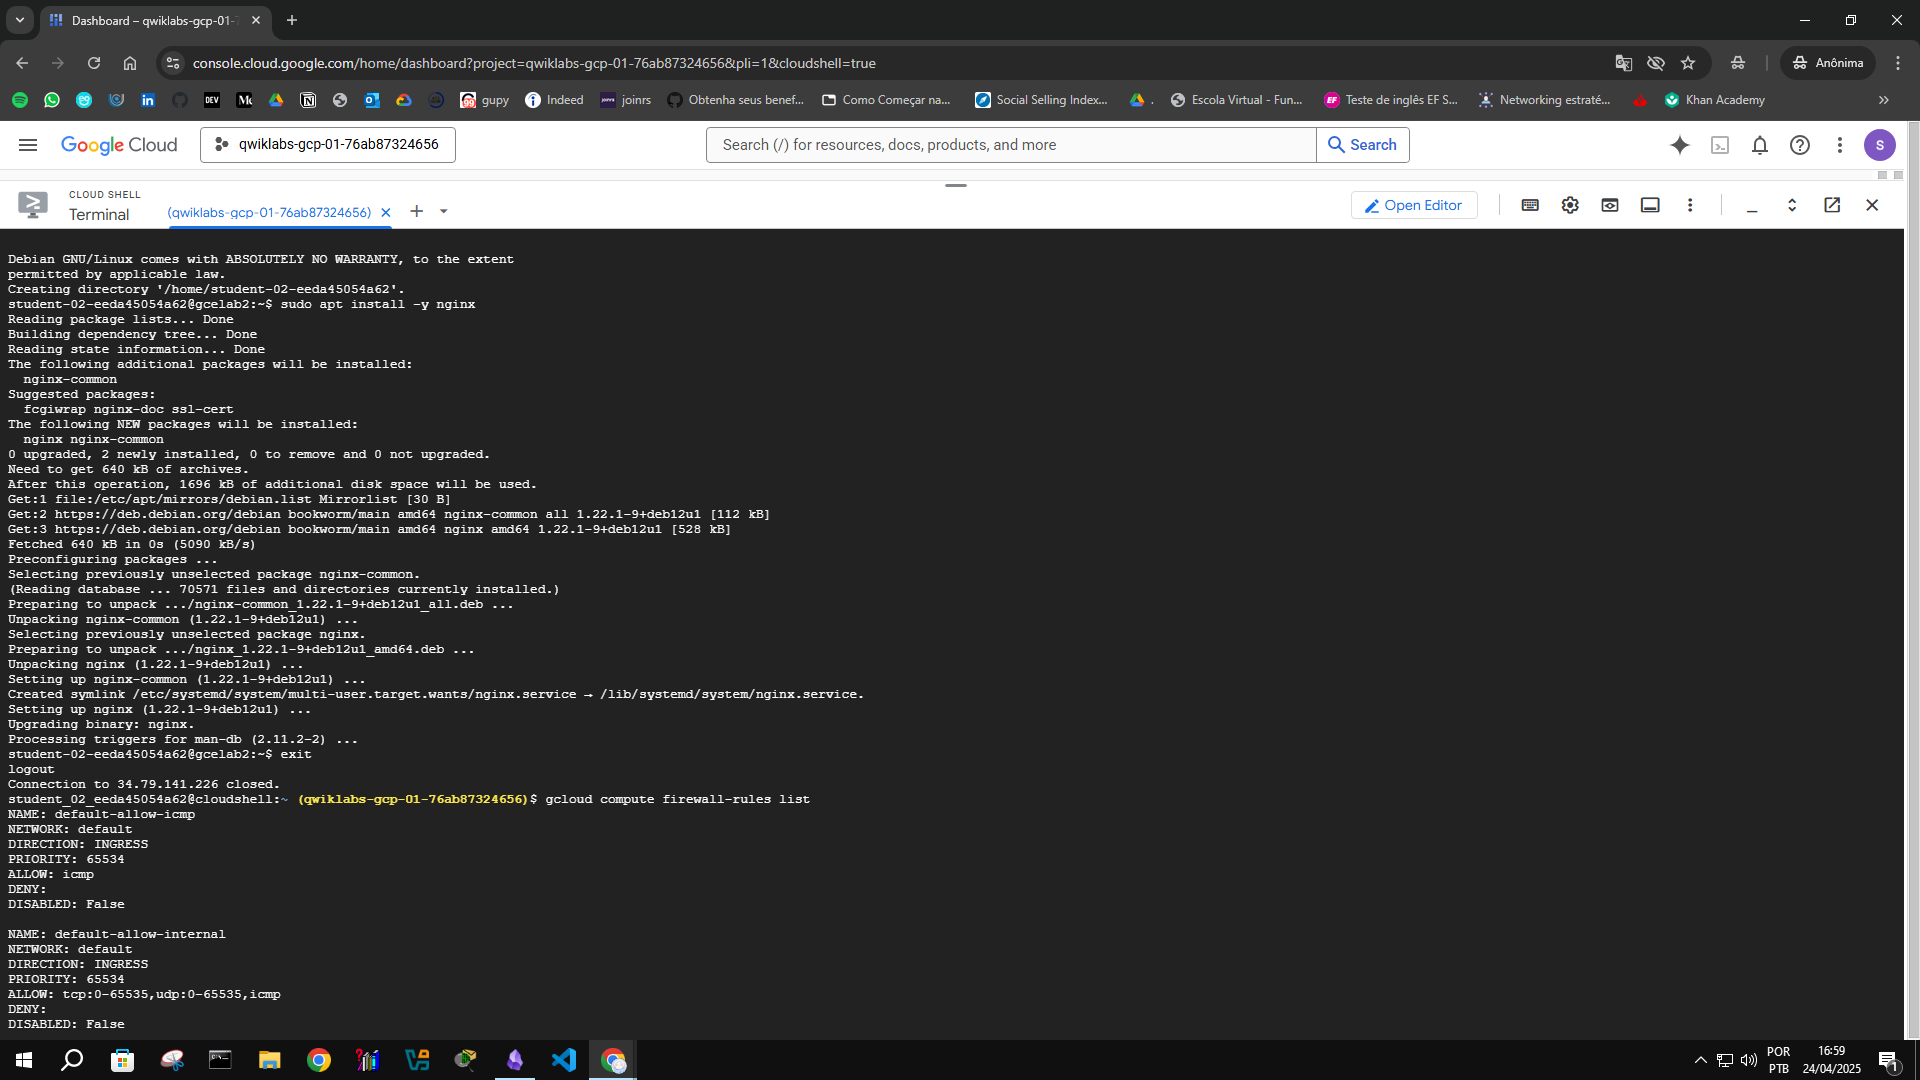 Dashboard – qwiklabs-gcp-01-7
console.cloud.google.com/home/dashboard?project=qwiklabs-gcp-01-76ab87324656&pli=1&cloudshell=true
Anônima
gupy
Indeed
joinrs
Obtenha seus benef...
Como Começar na...
Social Selling Index...
.
Escola Virtual - Fun...
Teste de inglês EF S...
Networking estraté...
Khan Academy
Google Cloud
qwiklabs-gcp-01-76ab87324656
Search (/) for resources, docs, products, and more
Search
S
CLOUD SHELL
Terminal
(qwiklabs-gcp-01-76ab87324656)
Open Editor
Debian GNU/Linux comes with ABSOLUTELY NO WARRANTY, to the extent
permitted by applicable law.
Creating directory '/home/student-02-eeda45054a62'.
student-02-eeda45054a62@gcelab2:~$ sudo apt install -y nginx
Reading package lists... Done
Building dependency tree... Done
Reading state information... Done
The following additional packages will be installed:
  nginx-common
Suggested packages:
  fcgiwrap nginx-doc ssl-cert
The following NEW packages will be installed:
  nginx nginx-common
0 upgraded, 2 newly installed, 0 to remove and 0 not upgraded.
Need to get 640 kB of archives.
After this operation, 1696 kB of additional disk space will be used.
Get:1 file:/etc/apt/mirrors/debian.list Mirrorlist [30 B]
Get:2 https://deb.debian.org/debian bookworm/main amd64 nginx-common all 1.22.1-9+deb12u1 [112 kB]
Get:3 https://deb.debian.org/debian bookworm/main amd64 nginx amd64 1.22.1-9+deb12u1 [528 kB]
Fetched 640 kB in 0s (5090 kB/s)
Preconfiguring packages ...
Selecting previously unselected package nginx-common.
(Reading database ... 70571 files and directories currently installed.)
Preparing to unpack .../nginx-common_1.22.1-9+deb12u1_all.deb ...
Unpacking nginx-common (1.22.1-9+deb12u1) ...
Selecting previously unselected package nginx.
Preparing to unpack .../nginx_1.22.1-9+deb12u1_amd64.deb ...
Unpacking nginx (1.22.1-9+deb12u1) ...
Setting up nginx-common (1.22.1-9+deb12u1) ...
Created symlink /etc/systemd/system/multi-user.target.wants/nginx.service → /lib/systemd/system/nginx.service.
Setting up nginx (1.22.1-9+deb12u1) ...
Upgrading binary: nginx.
Processing triggers for man-db (2.11.2-2) ...
student-02-eeda45054a62@gcelab2:~$ exit
logout
Connection to 34.79.141.226 closed.
student_02_eeda45054a62@cloudshell:~ (qwiklabs-gcp-01-76ab87324656)$ gcloud compute firewall-rules list
NAME: default-allow-icmp
NETWORK: default
DIRECTION: INGRESS
PRIORITY: 65534
ALLOW: icmp
DENY:
DISABLED: False
NAME: default-allow-internal
NETWORK: default
DIRECTION: INGRESS
PRIORITY: 65534
ALLOW: tcp:0-65535,udp:0-65535,icmp
DENY:
DISABLED: False
POR
PTB
16:59
24/04/2025
1